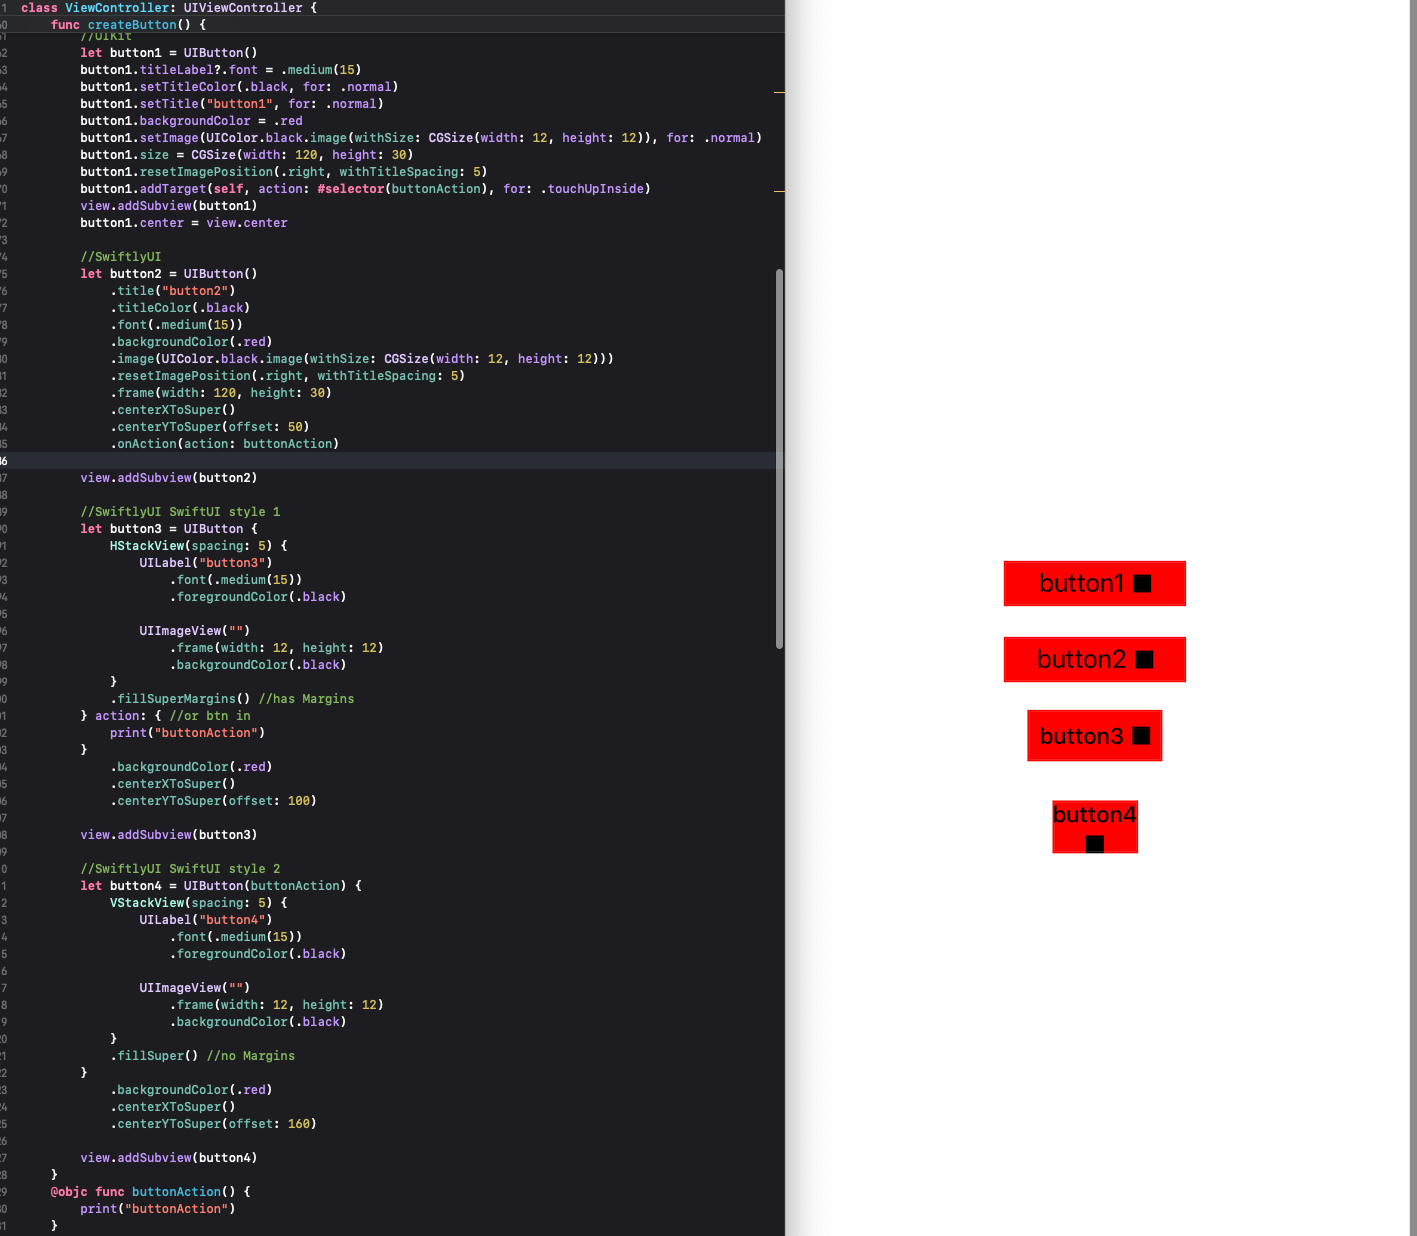 1 class ViewController: UIViewController {
func createButton() {
//UIKit
let button1 = UIButton()
button1.titleLabel?.font = .medium(15)
button1.setTitleColor(.black, for: .normal)
button1.setTitle("button1", for: .normal)
button1.backgroundColor = .red
button1.setImage(UIColor.black.image(withSize: CGSize(width: 12, height: 12)), for: .normal)
button1.size = CGSize(width: 120, height: 30)
button1.resetImagePosition(.right, withTitleSpacing: 5)
button1.addTarget(self, action: #selector(buttonAction), for: .touchUpInside)
view.addSubview(button1)
button1.center = view.center
//SwiftlyUI
let button2 = UIButton()
.title("button2")
.titleColor(.black)
.font(.medium(15))
.backgroundColor(.red)
.image(UIColor.black.image(withSize: CGSize(width: 12, height: 12)))
.resetImagePosition(.right, withTitleSpacing: 5)
.frame(width: 120, height: 30)
.centerXToSuper()
.centerYToSuper(offset: 50)
.onAction(action: buttonAction)
view.addSubview(button2)
//SwiftlyUI SwiftUI style 1
let button3 = UIButton {
HStackView(spacing: 5) {
UILabel("button3")
.font(.medium(15))
.foregroundColor(.black)
UIImageView("")
.frame(width: 12, height: 12)
.backgroundColor(.black)
}
.fillSuperMargins() //has Margins
} action: { //or btn in
print("buttonAction")
}
.backgroundColor(.red)
.centerXToSuper()
.centerYToSuper(offset: 100)
view.addSubview(button3)
//SwiftlyUI SwiftUI style 2
let button4 = UIButton(buttonAction) {
VStackView(spacing: 5) {
UILabel("button4")
.font(.medium(15))
.foregroundColor(.black)
UIImageView("")
.frame(width: 12, height: 12)
.backgroundColor(.black)
}
.fillSuper() //no Margins
}
.backgroundColor(.red)
.centerXToSuper()
.centerYToSuper(offset: 160)
view.addSubview(button4)
}
@objc func buttonAction() {
print("buttonAction")
}
button1
button2
button3
button4